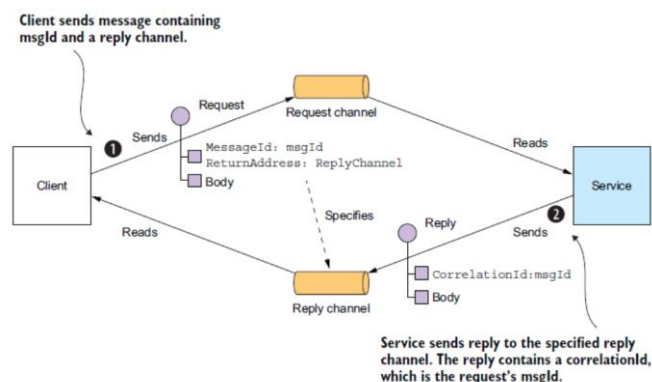 Client sends message containing
msgId and a reply channel.
Request
Request channel
1
Sends
MessageId: msgId
ReturnAddress: ReplyChannel
Body
Reads
Client
Service
Specifies
2
Reply
Sends
Reads
CorrelationId:msgId
Body
Reply channel
Service sends reply to the specified reply
channel. The reply contains a correlationId,
which is the request's msgId.